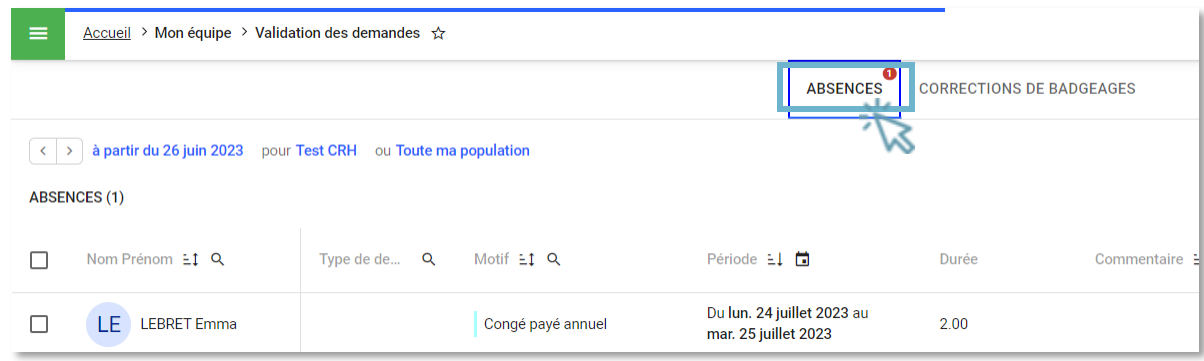 Accueil > Mon équipe > Validation des demandes
ABSENCES 1 CORRECTIONS DE BADGEAGES
à partir du 26 juin 2023 pour Test CRH ou Toute ma population
ABSENCES (1)
Nom Prénom Type de de... Motif Période Durée Commentaire
LE LEBRET Emma Congé payé annuel Du lun. 24 juillet 2023 au 2.00
mar. 25 juillet 2023